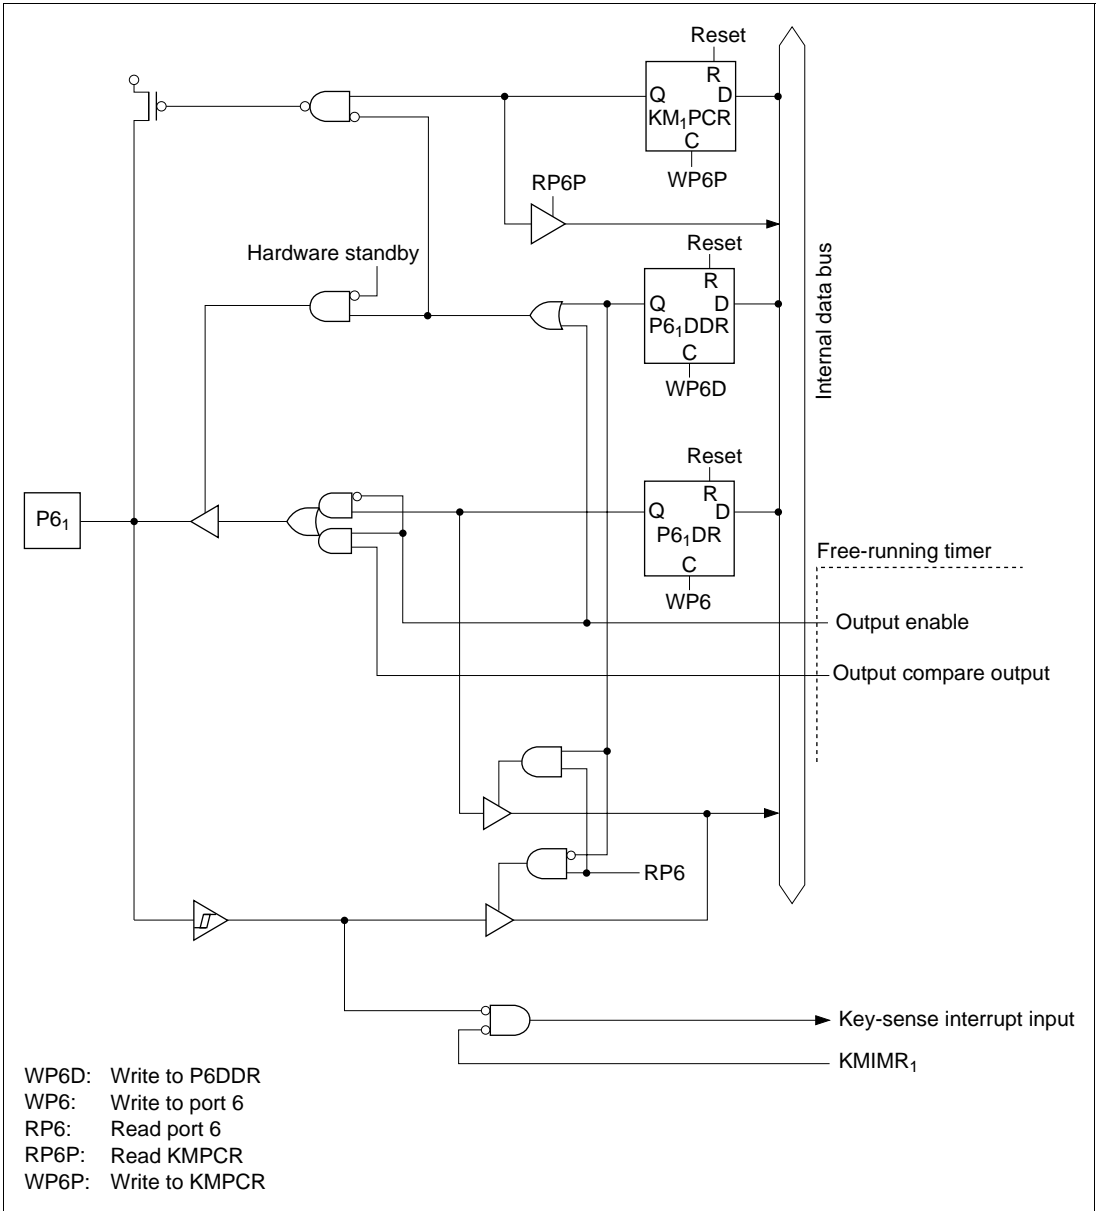 Reset
R
Q D
KM₁PCR
C
WP6P
RP6P
Hardware standby
Reset
R
Q D
P6₁DDR
C
WP6D
Internal data bus
Reset
R
Q D
P6₁DR
C
WP6
P6₁
Free-running timer
Output enable
Output compare output
RP6
Key-sense interrupt input
KMIMR₁
WP6D: Write to P6DDR
WP6: Write to port 6
RP6: Read port 6
RP6P: Read KMPCR
WP6P: Write to KMPCR